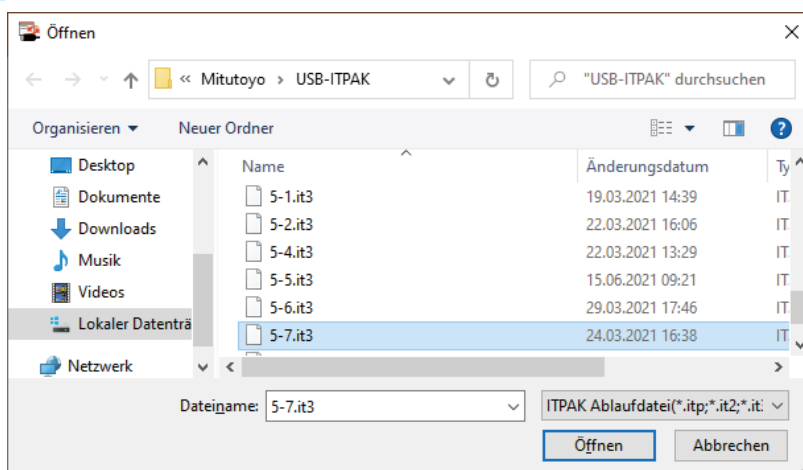 Öffnen
« Mitutoyo › USB-ITPAK
"USB-ITPAK" durchsuchen
Organisieren
Neuer Ordner
Desktop
Dokumente
Downloads
Musik
Videos
Lokaler Datenträ
Netzwerk
Name Änderungsdatum Ty
5-1.it3 19.03.2021 14:39 IT
5-2.it3 22.03.2021 16:06 IT
5-4.it3 22.03.2021 13:29 IT
5-5.it3 15.06.2021 09:21 IT
5-6.it3 29.03.2021 17:46 IT
5-7.it3 24.03.2021 16:38 IT
Dateiname: 5-7.it3 ITPAK Ablaufdatei(*.itp;*.it2;*.it
Öffnen Abbrechen